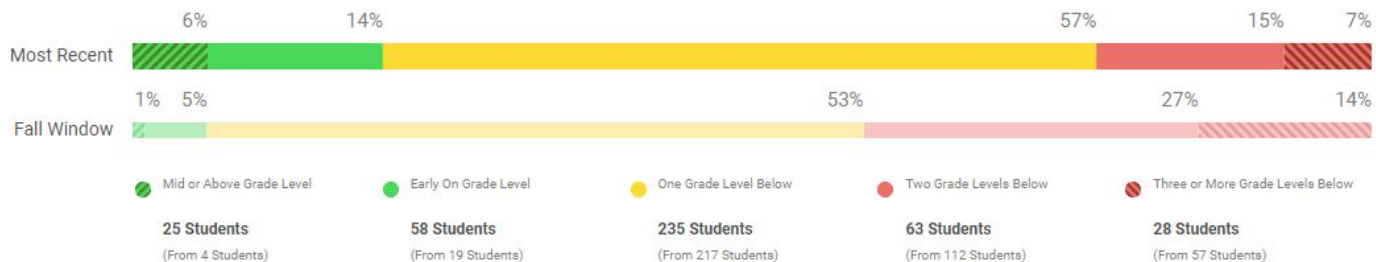 6% 14% 57% 15% 7%
Most Recent
1% 5% 53% 27% 14%
Fall Window
Mid or Above Grade Level Early On Grade Level One Grade Level Below Two Grade Levels Below Three or More Grade Levels Below
25 Students 58 Students 235 Students 63 Students 28 Students
(From 4 Students) (From 19 Students) (From 217 Students) (From 112 Students) (From 57 Students)